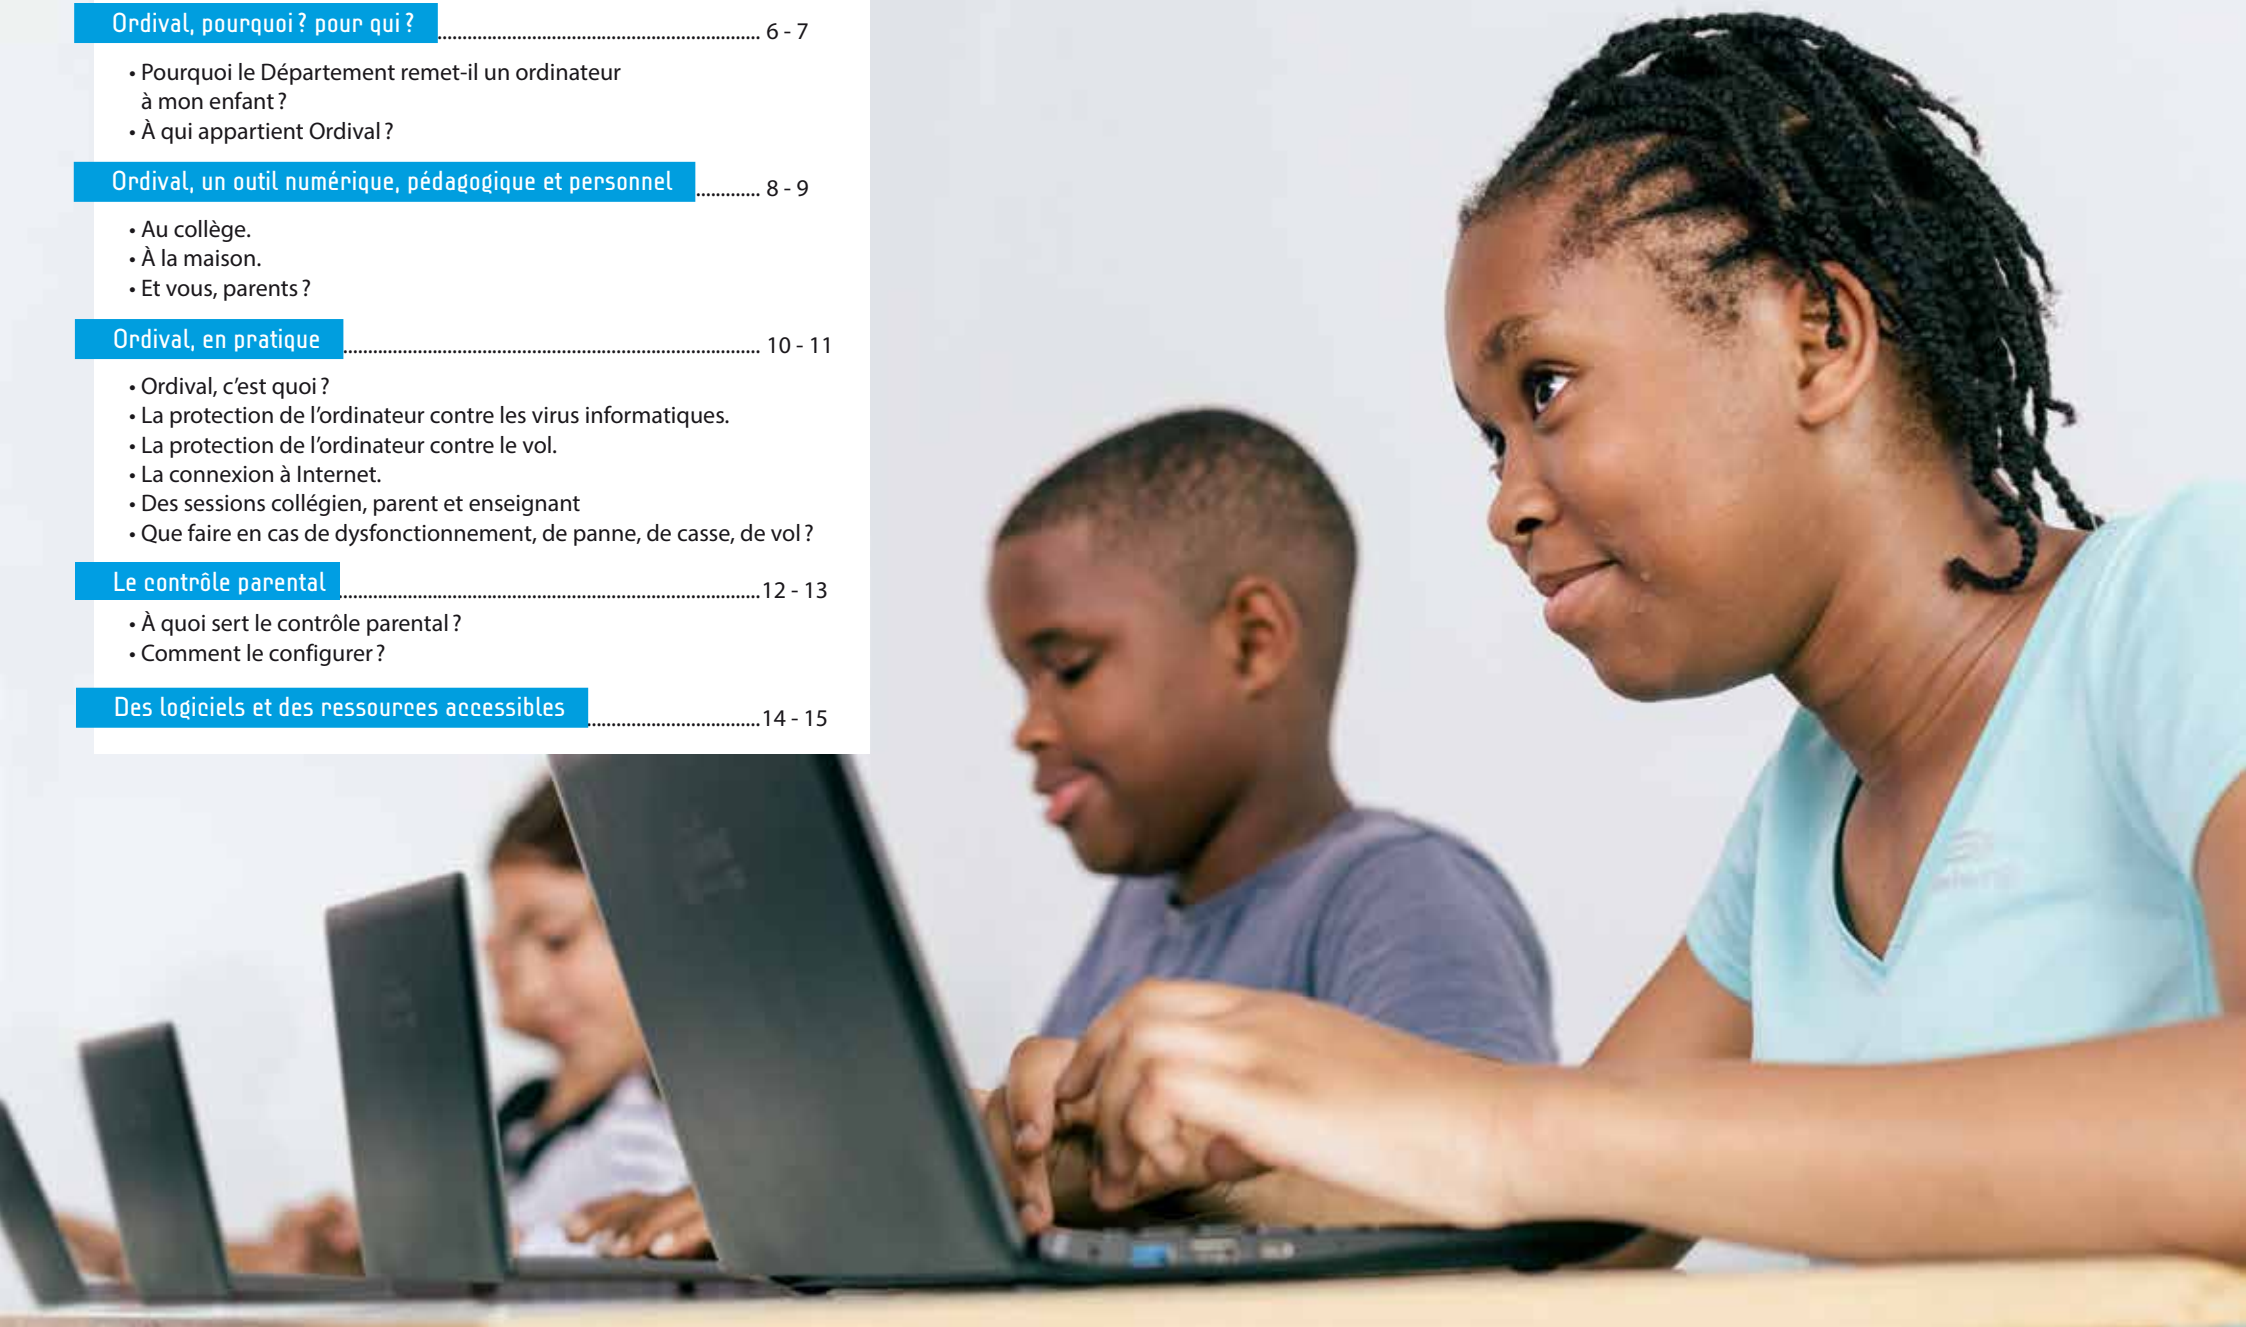 Ordival, pourquoi ? pour qui ? ........ 6 - 7
• Pourquoi le Département remet-il un ordinateur
à mon enfant ?
• À qui appartient Ordival ?
Ordival, un outil numérique, pédagogique et personnel ........ 8 - 9
• Au collège.
• À la maison.
• Et vous, parents ?
Ordival, en pratique ........ 10 - 11
• Ordival, c’est quoi ?
• La protection de l’ordinateur contre les virus informatiques.
• La protection de l’ordinateur contre le vol.
• La connexion à Internet.
• Des sessions collégien, parent et enseignant
• Que faire en cas de dysfonctionnement, de panne, de casse, de vol ?
Le contrôle parental ........ 12 - 13
• À quoi sert le contrôle parental ?
• Comment le configurer ?
Des logiciels et des ressources accessibles ........ 14 - 15